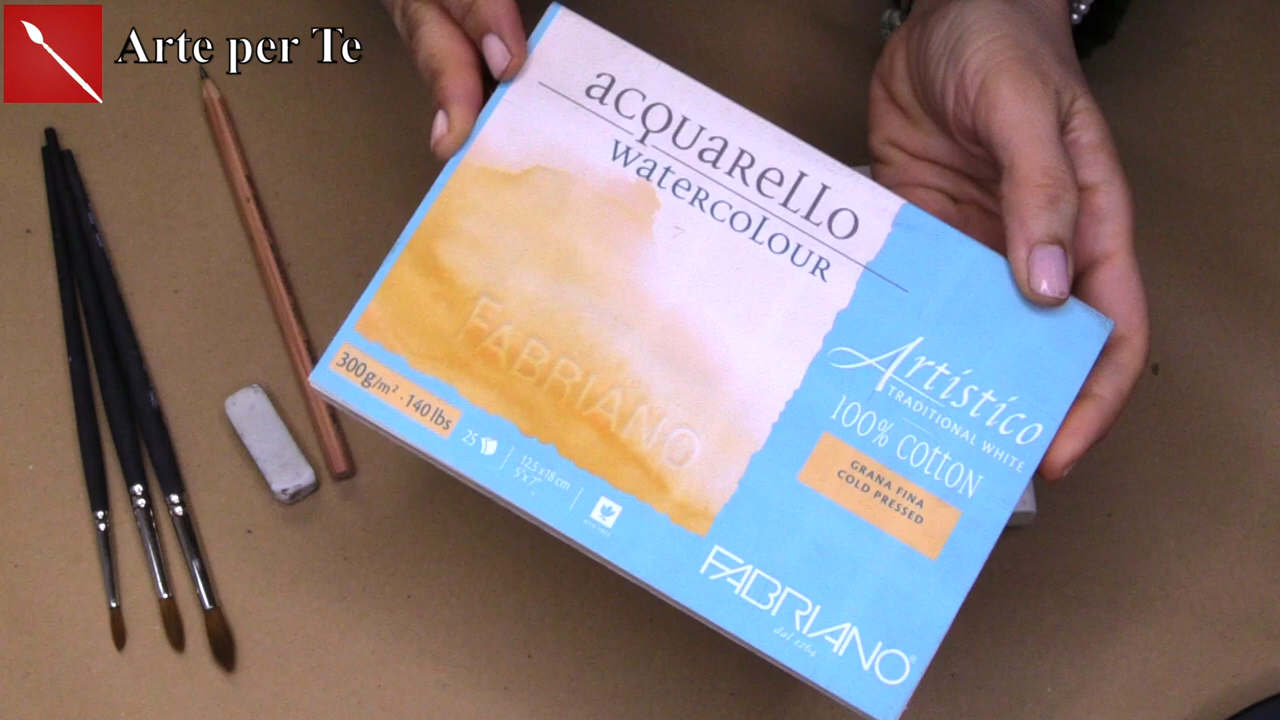 Arte per Te
acquarello
watercolour
FABRIANO
300g/m² · 140 lbs
25
12,5x18 cm
5"x7"
Artistico
TRADITIONAL WHITE
100% cotton
GRANA FINA
COLD PRESSED
FABRIANO
dal 1264